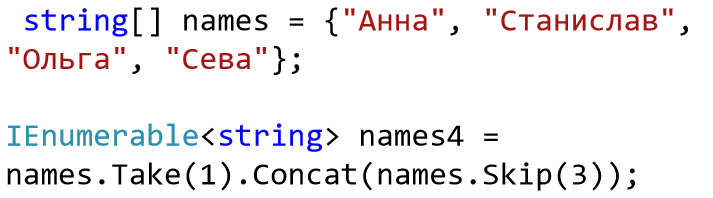 string[] names = {"Анна", "Станислав",
"Ольга", "Сева"};
IEnumerable<string> names4 =
names.Take(1).Concat(names.Skip(3));